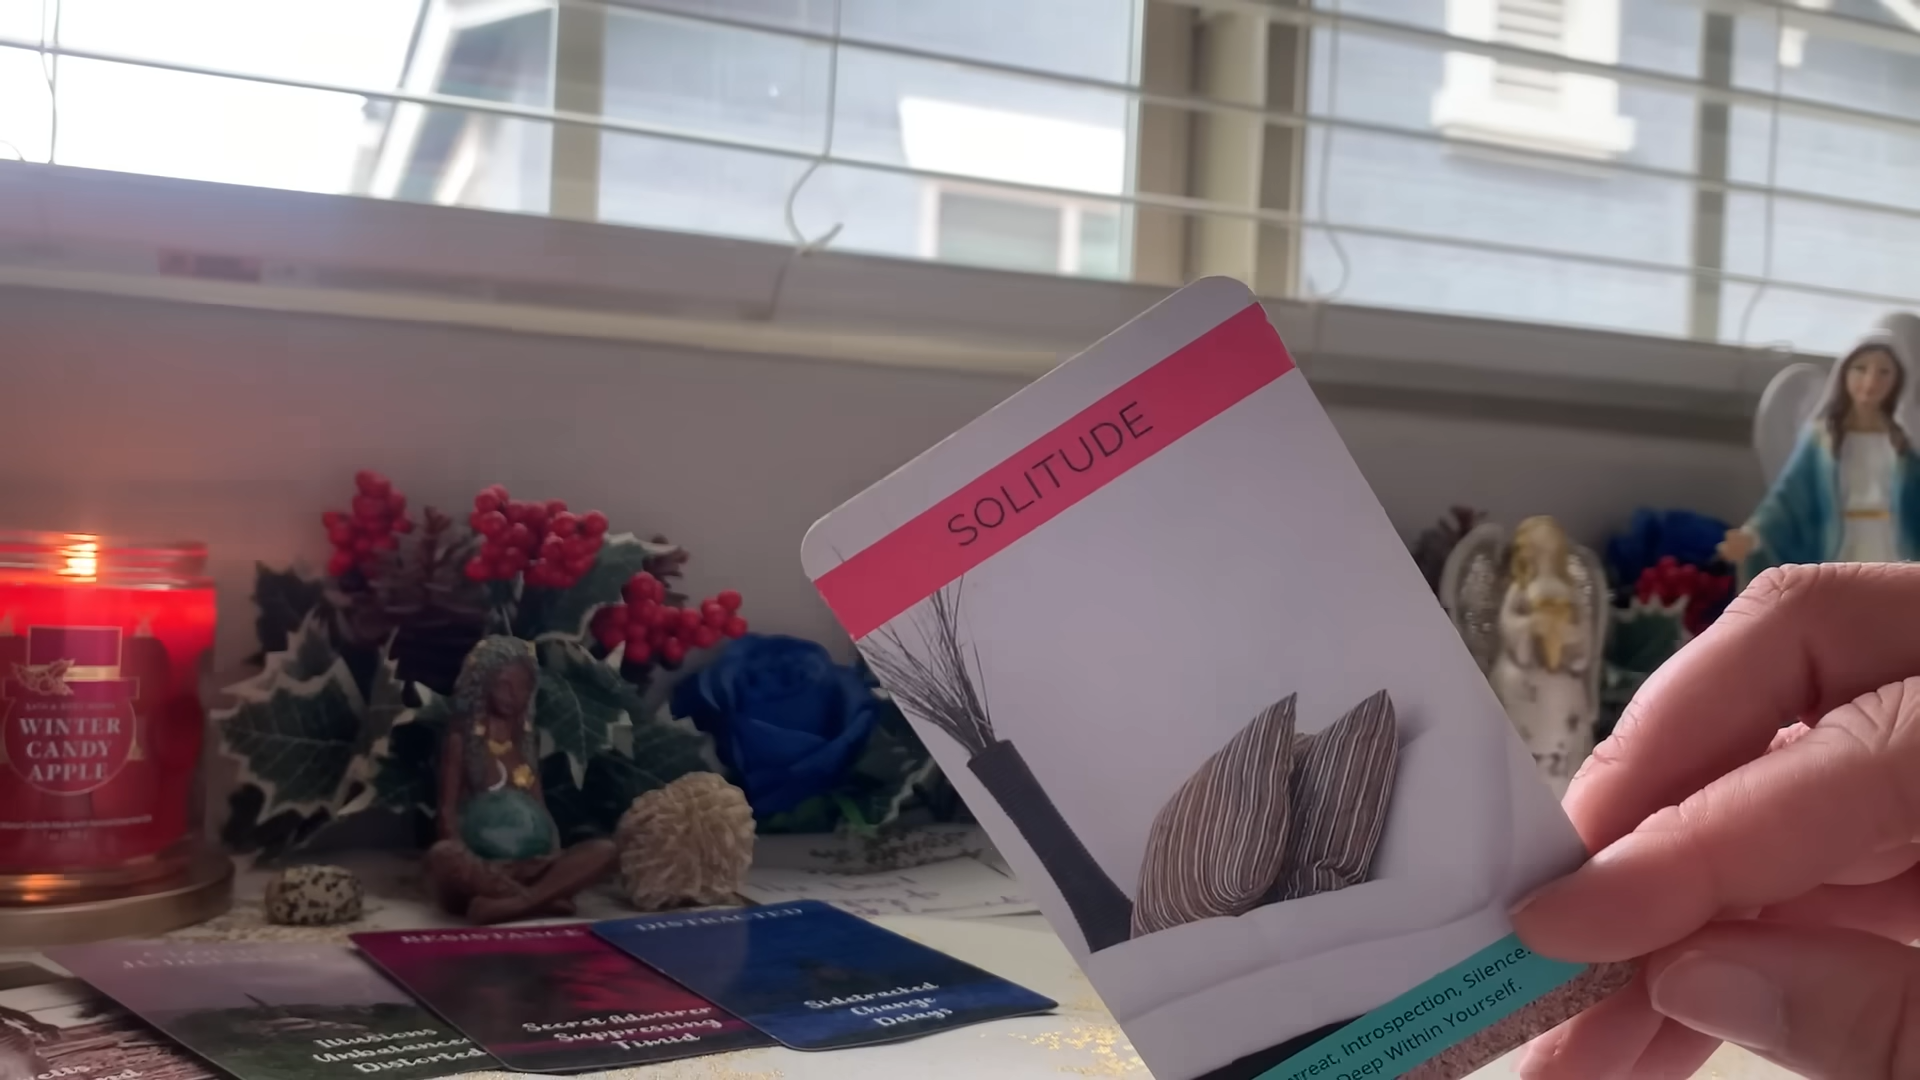 SOLITUDE
Introspection, Silence.
Deep Within Yourself.
WINTER
CANDY
APPLE
RESISTANCE
Secret Admirer
Suppressing
Timid
DISTRACTED
Sidetracked
Change
Delays
Illusions
Unbalanced
Distorted